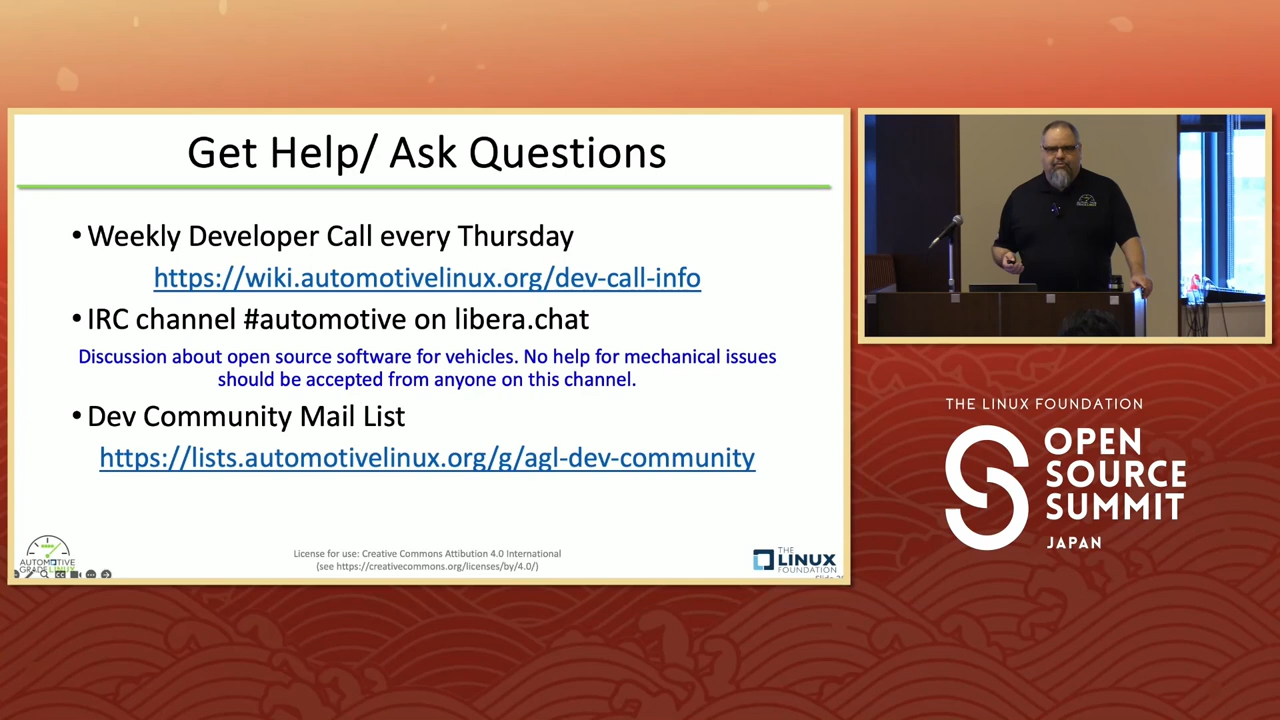 Get Help/ Ask Questions
• Weekly Developer Call every Thursday
https://wiki.automotivelinux.org/dev-call-info
• IRC channel #automotive on libera.chat
Discussion about open source software for vehicles. No help for mechanical issues
should be accepted from anyone on this channel.
• Dev Community Mail List
https://lists.automotivelinux.org/g/agl-dev-community
AUTOMOTIVE
GRADE LINUX
License for use: Creative Commons Attibution 4.0 International
(see https://creativecommons.org/licenses/by/4.0/)
THE
LINUX
FOUNDATION
THE LINUX FOUNDATION
OPEN
SOURCE
SUMMIT
JAPAN